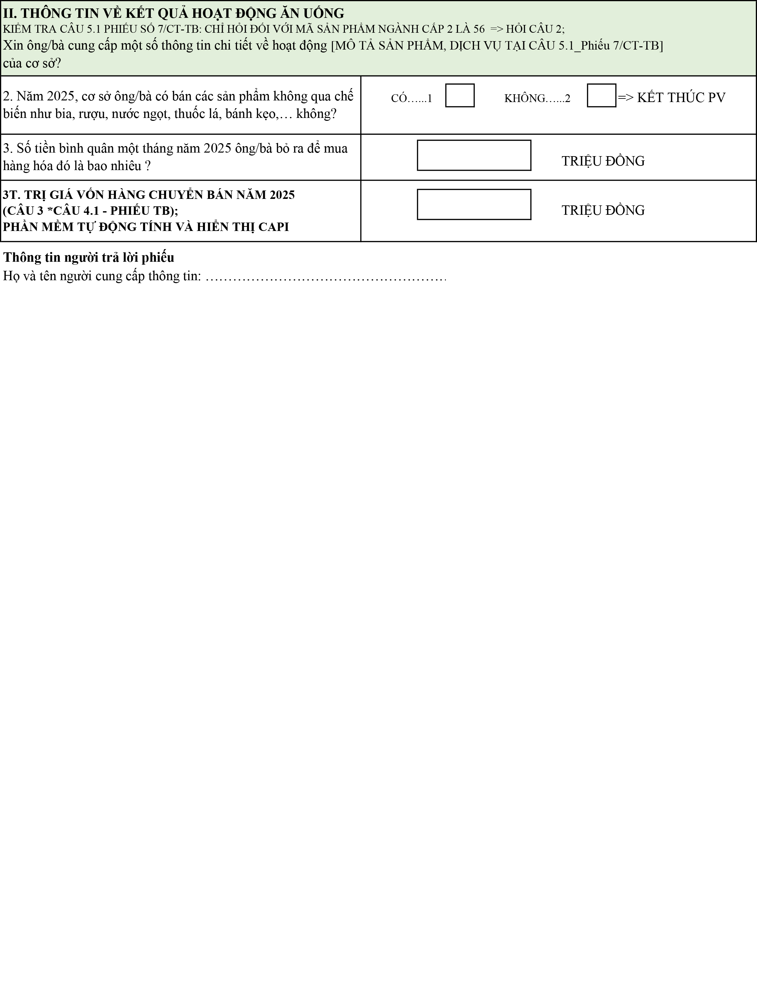 II. THÔNG TIN VỀ KẾT QUẢ HOẠT ĐỘNG ĂN UỐNG
KIỂM TRA CÂU 5.1 PHIẾU SỐ 7/CT-TB: CHỈ HỎI ĐỐI VỚI MÃ SẢN PHẨM NGÀNH CẤP 2 LÀ 56 => HỎI CÂU 2;
Xin ông/bà cung cấp một số thông tin chi tiết về hoạt động [MÔ TẢ SẢN PHẨM, DỊCH VỤ TẠI CÂU 5.1_Phiếu 7/CT-TB]
của cơ sở?
2. Năm 2025, cơ sở ông/bà có bán các sản phẩm không qua chế
biến như bia, rượu, nước ngọt, thuốc lá, bánh kẹo,… không?
CÓ…...1 KHÔNG…...2 => KẾT THÚC PV
3. Số tiền bình quân một tháng năm 2025 ông/bà bỏ ra để mua
hàng hóa đó là bao nhiêu ?
TRIỆU ĐỒNG
3T. TRỊ GIÁ VỐN HÀNG CHUYỂN BÁN NĂM 2025
(CÂU 3 *CÂU 4.1 - PHIẾU TB);
PHẦN MỀM TỰ ĐỘNG TÍNH VÀ HIỂN THỊ CAPI
TRIỆU ĐỒNG
Thông tin người trả lời phiếu
Họ và tên người cung cấp thông tin: …………………………………………….